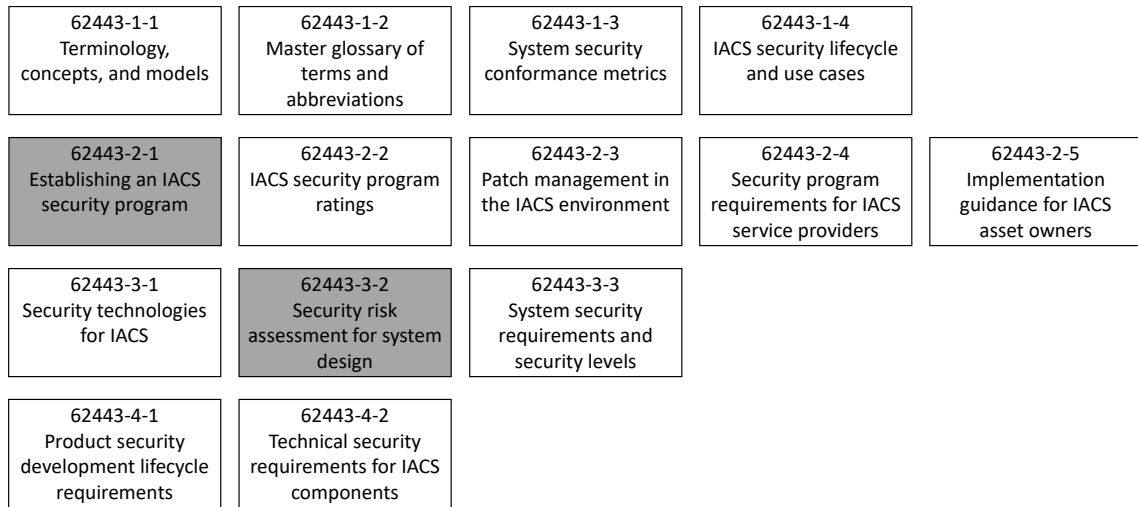 62443-1-1
Terminology,
concepts, and models
62443-1-2
Master glossary of
terms and
abbreviations
62443-1-3
System security
conformance metrics
62443-1-4
IACS security lifecycle
and use cases
62443-2-1
Establishing an IACS
security program
62443-2-2
IACS security program
ratings
62443-2-3
Patch management in
the IACS environment
62443-2-4
Security program
requirements for IACS
service providers
62443-2-5
Implementation
guidance for IACS
asset owners
62443-3-1
Security technologies
for IACS
62443-3-2
Security risk
assessment for system
design
62443-3-3
System security
requirements and
security levels
62443-4-1
Product security
development lifecycle
requirements
62443-4-2
Technical security
requirements for IACS
components